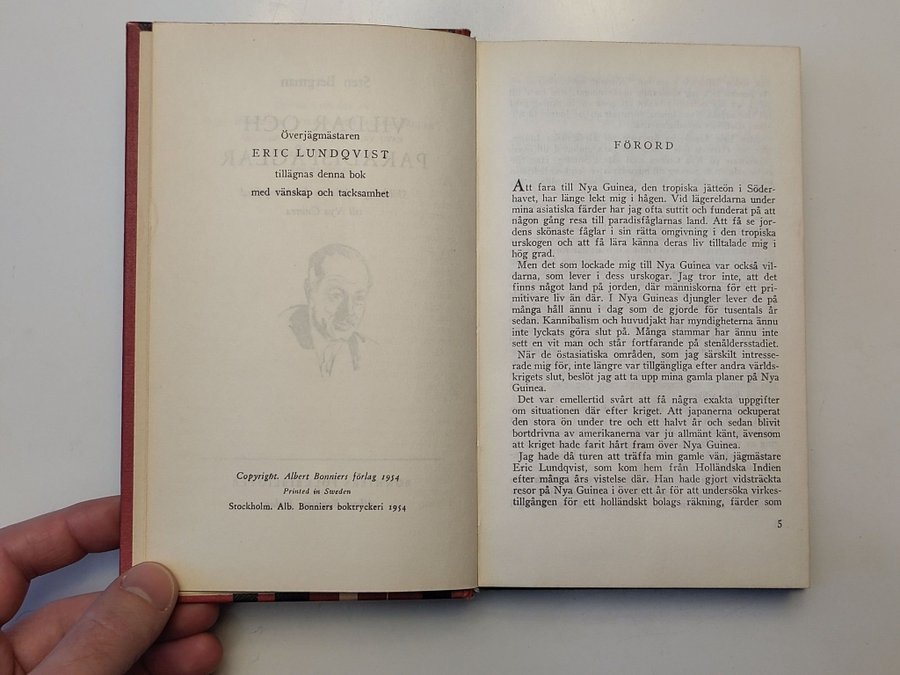 Överjägmästaren
ERIC LUNDQVIST
tillägnas denna bok
med vänskap och tacksamhet
Copyright. Albert Bonniers förlag 1954
Printed in Sweden
Stockholm. Alb. Bonniers boktryckeri 1954
FÖRORD
Att fara till Nya Guinea, den tropiska jätteön i Söder-
havet, har länge lekt mig i hågen. Vid lägereldarna under
mina asiatiska färder har jag ofta suttit och funderat på att
någon gång resa till paradisfåglarnas land. Att få se jor-
dens skönaste fåglar i sin rätta omgivning i den tropiska
urskogen och att få lära känna deras liv tilltalade mig i
hög grad.
Men det som lockade mig till Nya Guinea var också vil-
darna, som lever i dess urskogar. Jag tror inte, att det
finns något land på jorden, där människorna för ett pri-
mitivare liv än där. I Nya Guineas djungler lever de på
många håll ännu i dag som de gjorde för tusentals år
sedan. Kannibalism och huvudjakt har myndigheterna ännu
inte lyckats göra slut på. Många stammar har ännu inte
sett en vit man och står fortfarande på stenåldersstadiet.
När de östasiatiska områden, som jag särskilt intresse-
rade mig för, inte längre var tillgängliga efter andra världs-
krigets slut, beslöt jag att ta upp mina gamla planer på Nya
Guinea.
Det var emellertid svårt att få några exakta uppgifter
om situationen där efter kriget. Att japanerna ockuperat
den stora ön under tre och ett halvt år och sedan blivit
bortdrivna av amerikanerna var ju allmänt känt, ävensom
att kriget hade farit hårt fram över Nya Guinea.
Jag hade då turen att träffa min gamle vän, jägmästare
Eric Lundqvist, som kom hem från Holländska Indien
efter många års vistelse där. Han hade gjort vidsträckta
resor på Nya Guinea i över ett år för att undersöka virkes-
tillgången för ett holländskt bolags räkning, färder som
5